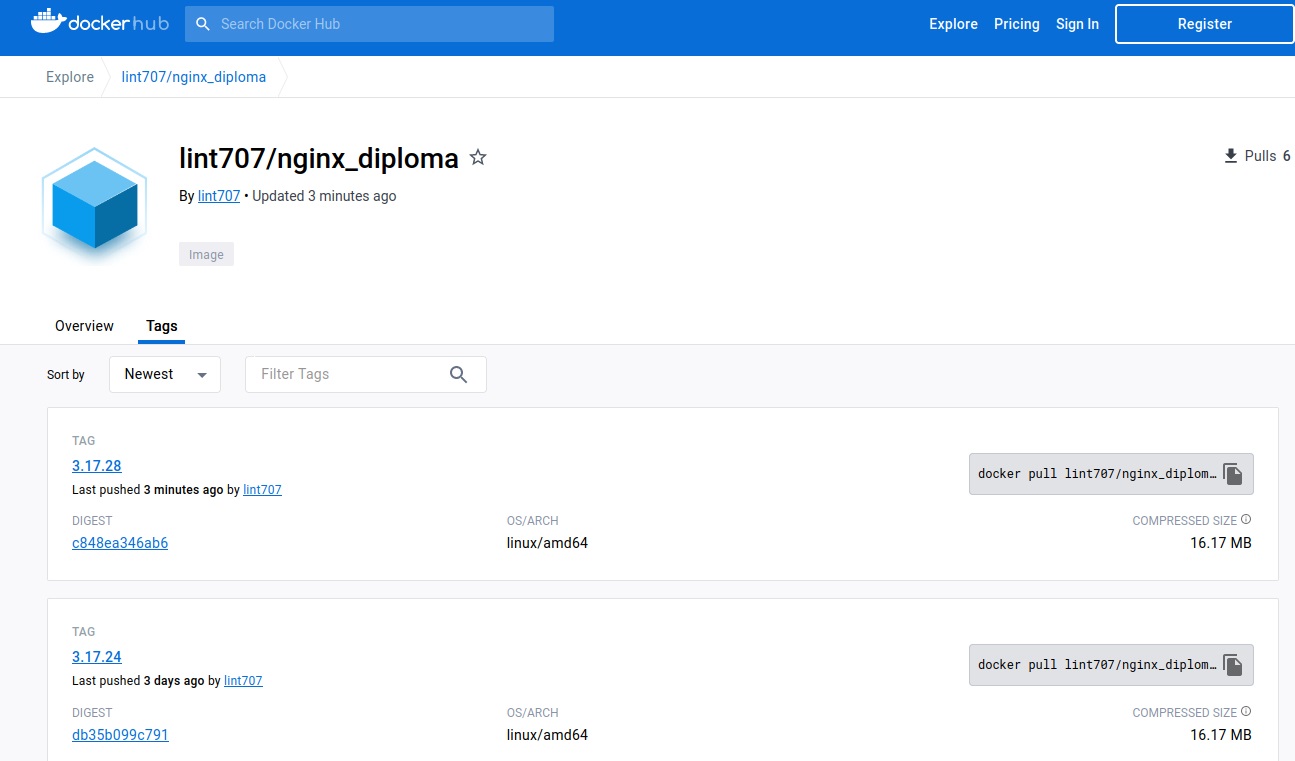 dockerhub
Search Docker Hub
Explore Pricing Sign In Register
Explore lint707/nginx_diploma
lint707/nginx_diploma
Pulls 6
By lint707 • Updated 3 minutes ago
Image
Overview Tags
Sort by Newest Filter Tags
TAG
3.17.28
docker pull lint707/nginx_diplom…
Last pushed 3 minutes ago by lint707
DIGEST OS/ARCH COMPRESSED SIZE
c848ea346ab6 linux/amd64 16.17 MB
TAG
3.17.24
docker pull lint707/nginx_diplom…
Last pushed 3 days ago by lint707
DIGEST OS/ARCH COMPRESSED SIZE
db35b099c791 linux/amd64 16.17 MB